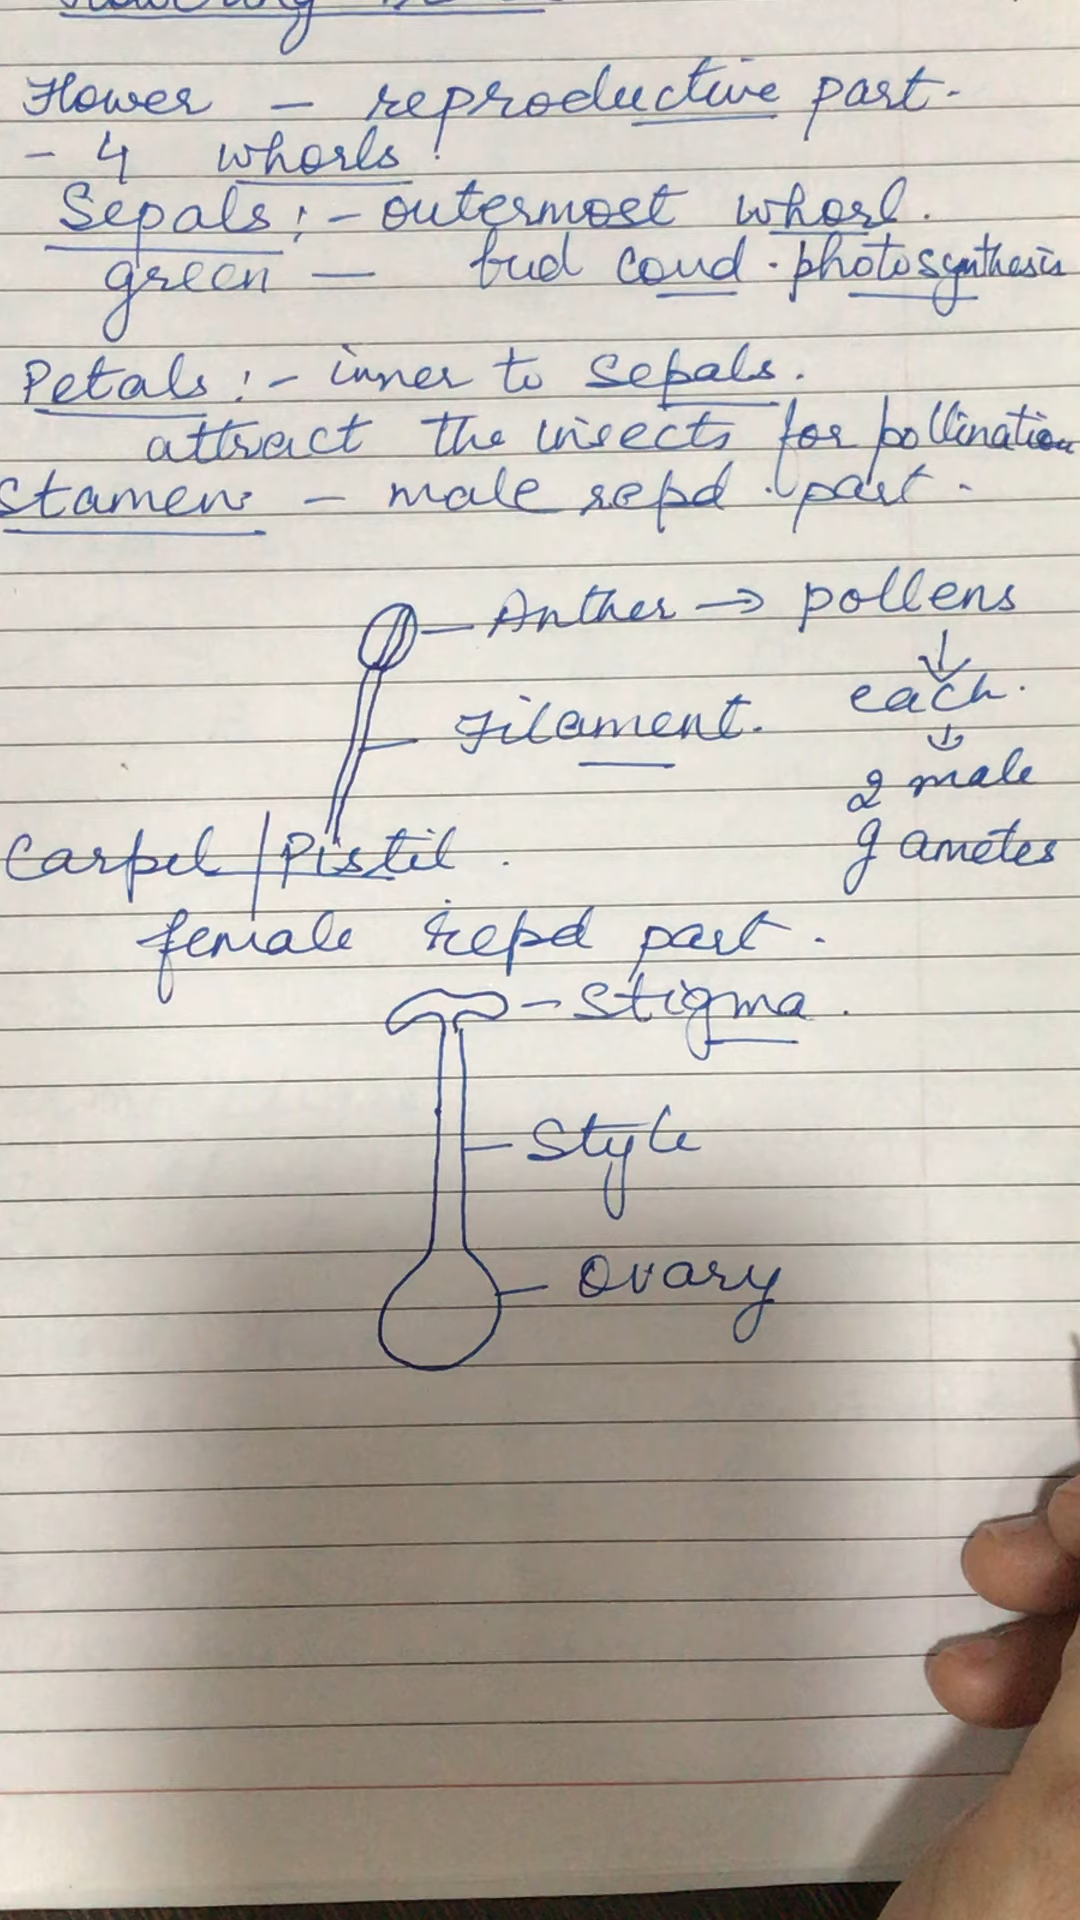 Flowering
Flower - reproductive part.
- 4 whorls :
Sepals :- outermost whorl.
green - bud cond. photosynthesis
Petals :- inner to sepals.
attract the insects for pollination
Stamen - male repd. part.
Anther → pollens
↓
each.
Filament.
↓
2 male
gametes
Carpel / Pistil.
female repd part.
- Stigma.
- Style
- Ovary